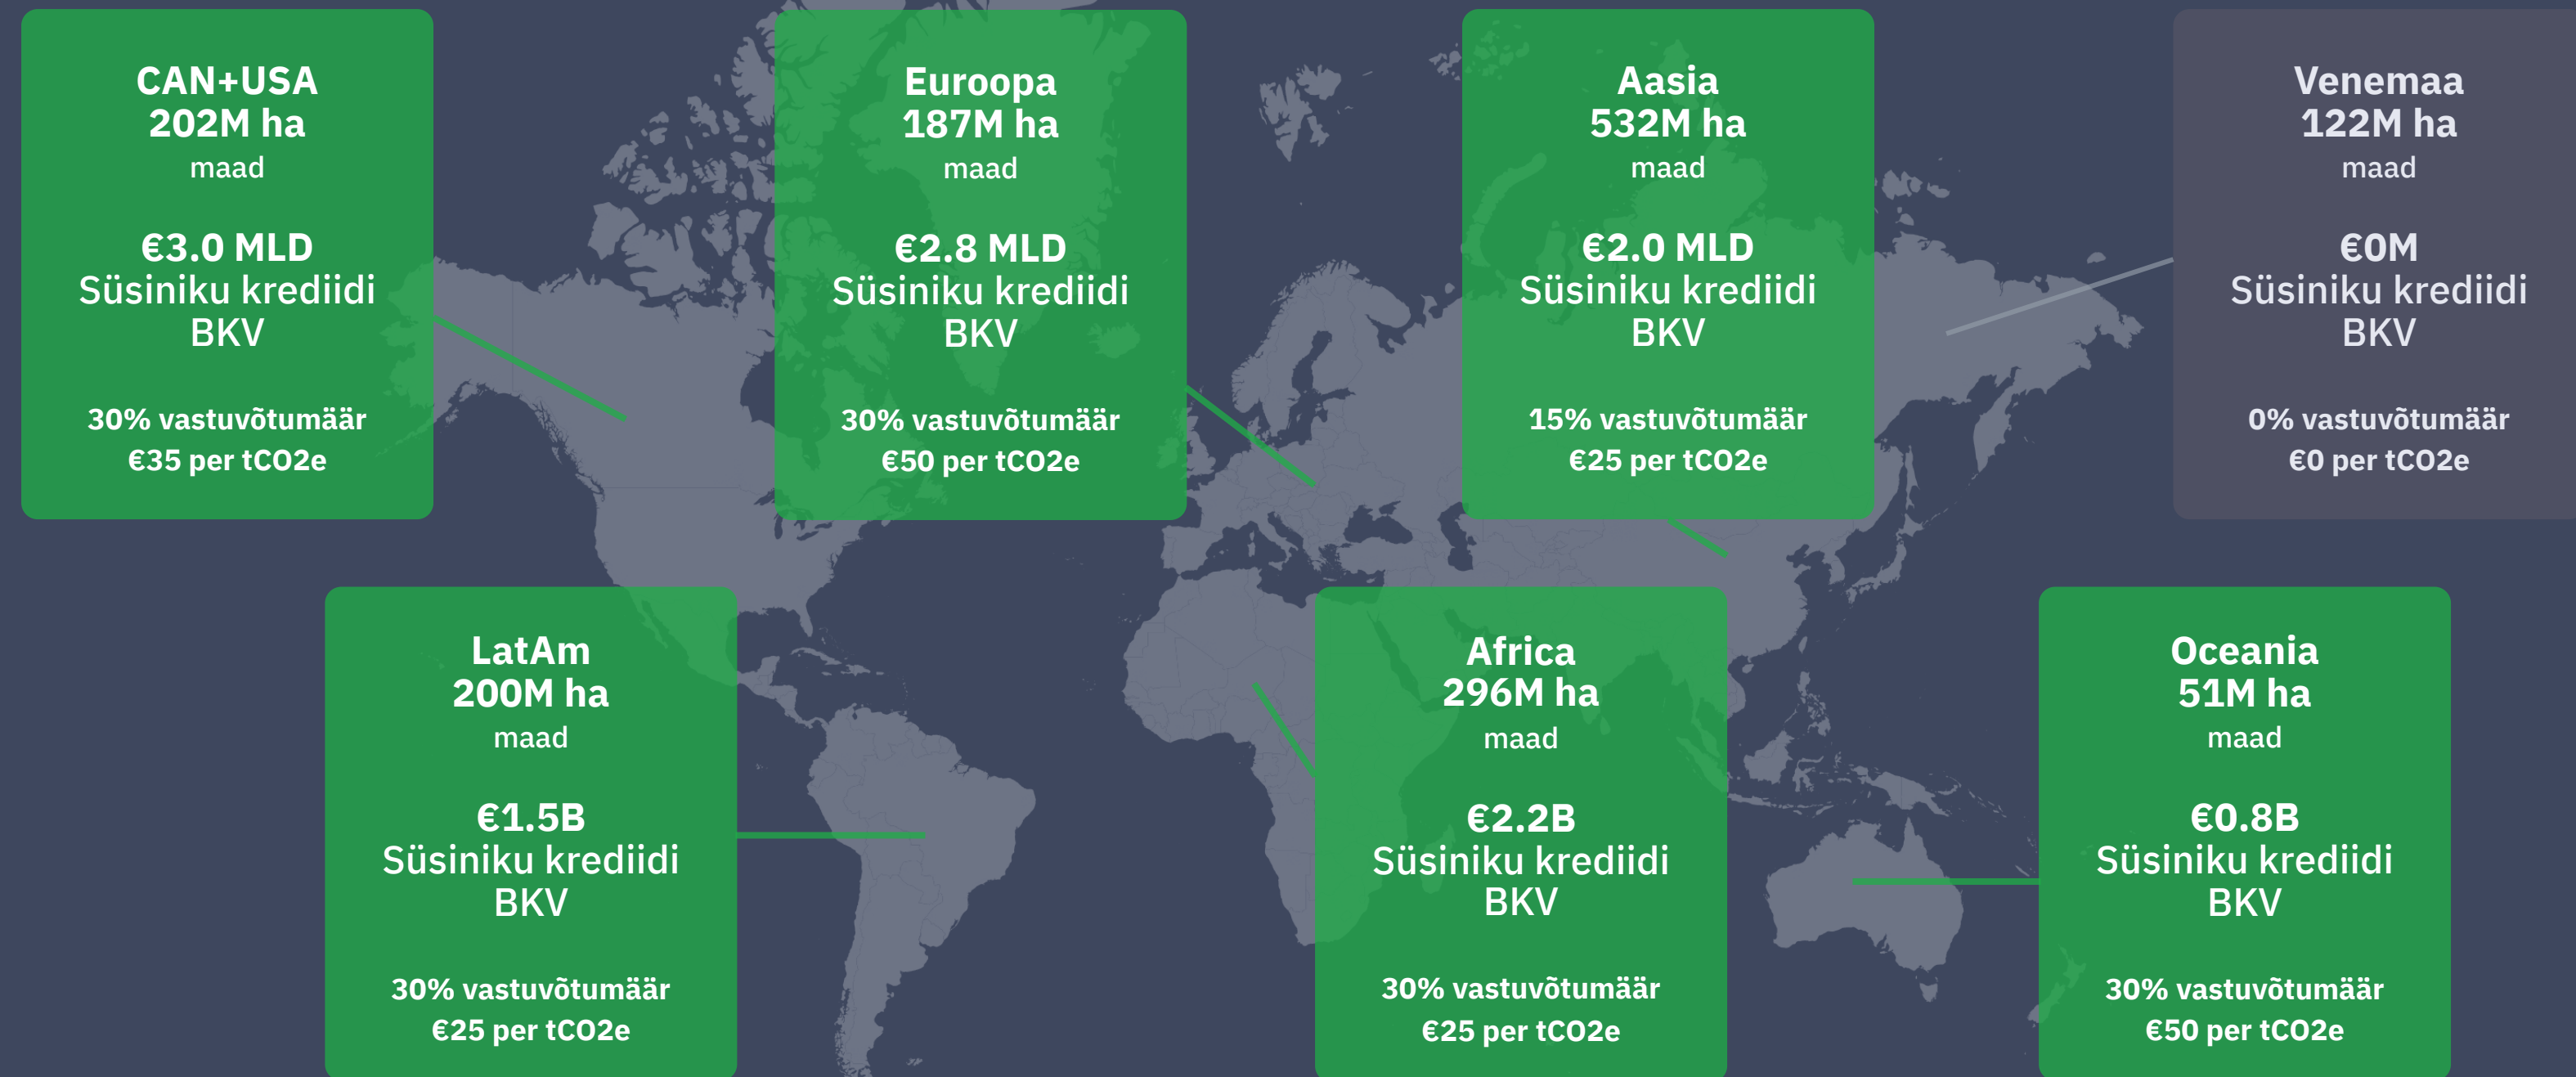 CAN+USA
202M ha
maad
€3.0 MLD
Süsiniku krediidi
BKV
30% vastuvõtumäär
€35 per tCO2e
Euroopa
187M ha
maad
€2.8 MLD
Süsiniku krediidi
BKV
30% vastuvõtumäär
€50 per tCO2e
Aasia
532M ha
maad
€2.0 MLD
Süsiniku krediidi
BKV
15% vastuvõtumäär
€25 per tCO2e
Venemaa
122M ha
maad
€0M
Süsiniku krediidi
BKV
0% vastuvõtumäär
€0 per tCO2e
LatAm
200M ha
maad
€1.5B
Süsiniku krediidi
BKV
30% vastuvõtumäär
€25 per tCO2e
Africa
296M ha
maad
€2.2B
Süsiniku krediidi
BKV
30% vastuvõtumäär
€25 per tCO2e
Oceania
51M ha
maad
€0.8B
Süsiniku krediidi
BKV
30% vastuvõtumäär
€50 per tCO2e